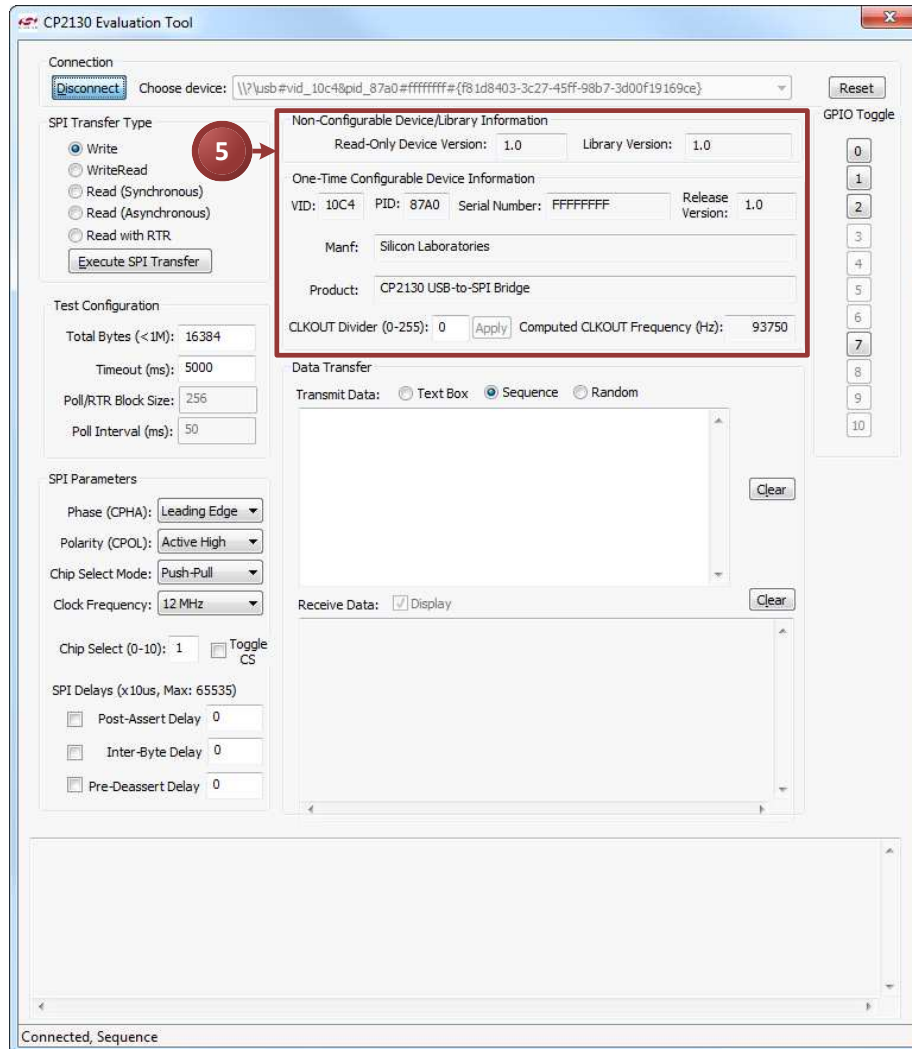 CP2130 Evaluation Tool
Connection
Disconnect Choose device: \\?\usb#vid_10c4&pid_87a0#ffffffff#{f81d8403-3c27-45ff-98b7-3d00f19169ce} Reset
SPI Transfer Type
Write
WriteRead
Read (Synchronous)
Read (Asynchronous)
Read with RTR
Execute SPI Transfer
5
Non-Configurable Device/Library Information
Read-Only Device Version: 1.0 Library Version: 1.0
One-Time Configurable Device Information
VID: 10C4 PID: 87A0 Serial Number: FFFFFFFF Release Version: 1.0
Manf: Silicon Laboratories
Product: CP2130 USB-to-SPI Bridge
CLKOUT Divider (0-255): 0 Apply Computed CLKOUT Frequency (Hz): 93750
GPIO Toggle
0
1
2
3
4
5
6
7
8
9
10
Test Configuration
Total Bytes (<1M): 16384
Timeout (ms): 5000
Poll/RTR Block Size: 256
Poll Interval (ms): 50
Data Transfer
Transmit Data: Text Box Sequence Random
Clear
SPI Parameters
Phase (CPHA): Leading Edge
Polarity (CPOL): Active High
Chip Select Mode: Push-Pull
Clock Frequency: 12 MHz
Chip Select (0-10): 1 Toggle CS
Receive Data: Display Clear
SPI Delays (x10us, Max: 65535)
Post-Assert Delay 0
Inter-Byte Delay 0
Pre-Deassert Delay 0
Connected, Sequence